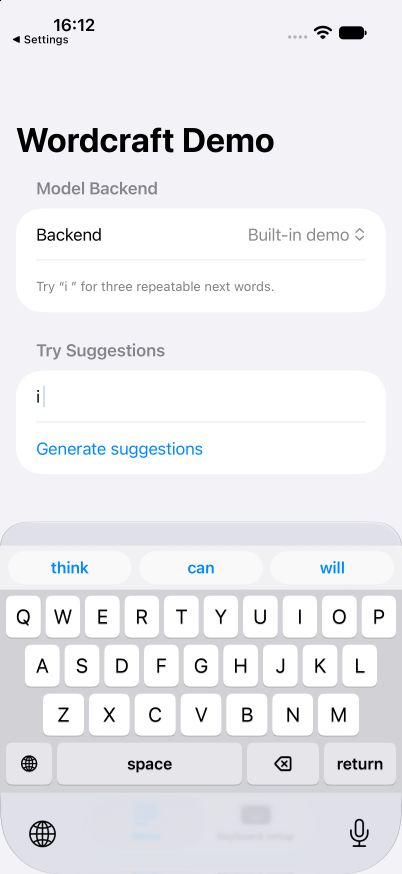 16:12
◀ Settings
Wordcraft Demo
Model Backend
Backend Built-in demo
Try “i ” for three repeatable next words.
Try Suggestions
i
Generate suggestions
think can will
Q W E R T Y U I O P
A S D F G H J K L
Z X C V B N M
space return